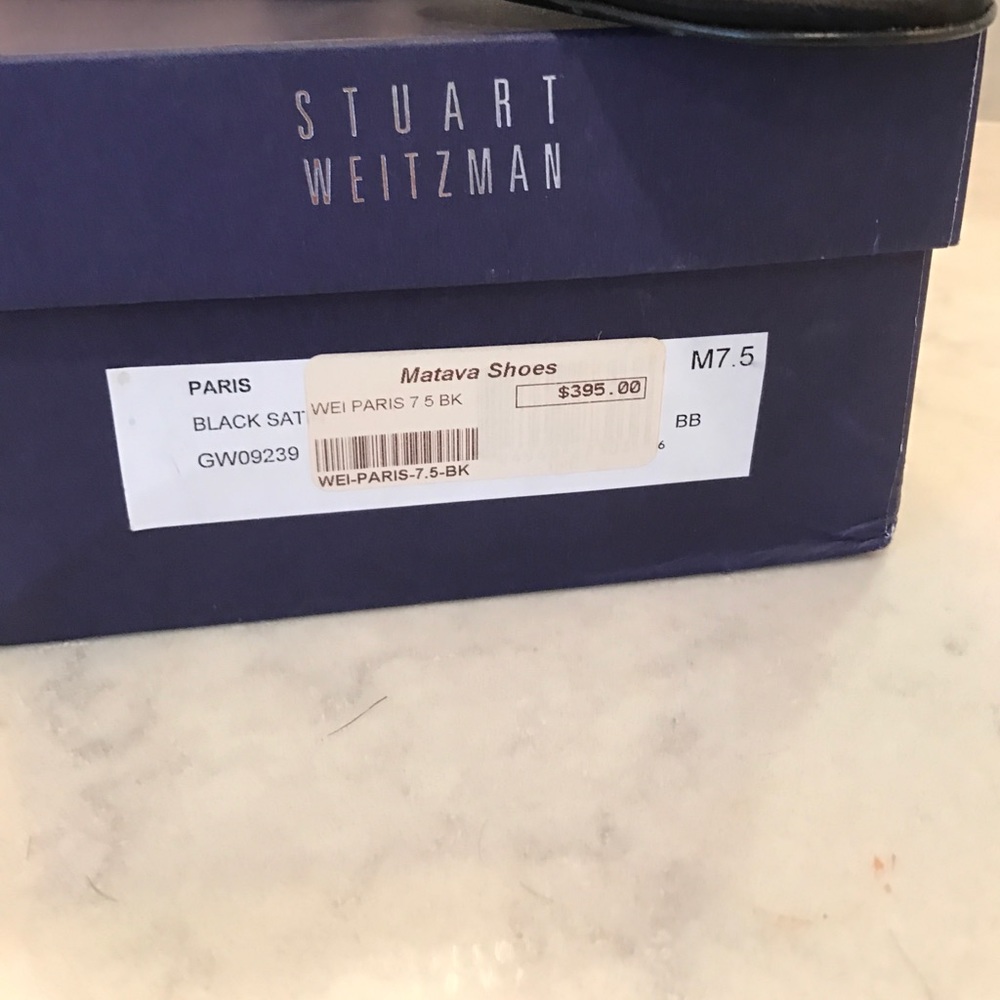 STUART
WEITZMAN
PARIS
BLACK SAT
GW09239
Matava Shoes
$395.00
WEI PARIS 7 5 BK
WEI-PARIS-7.5-BK
M7.5
BB
6